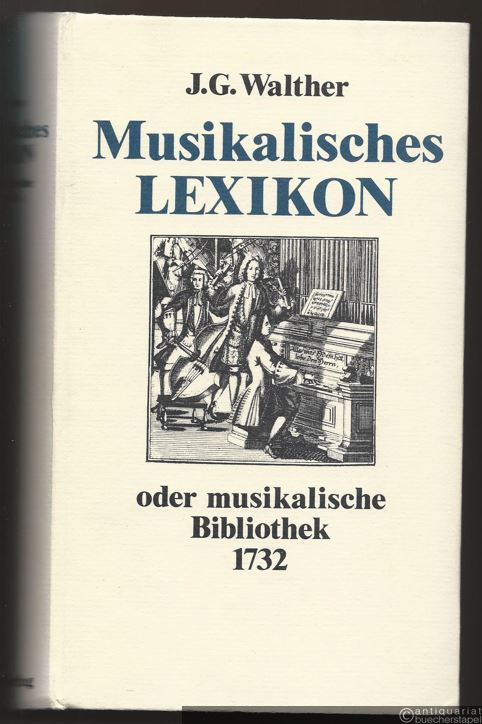 J.G. Walther
Musikalisches
LEXIKON
oder musikalische
Bibliothek
1732
antiquariat
buecherstapel